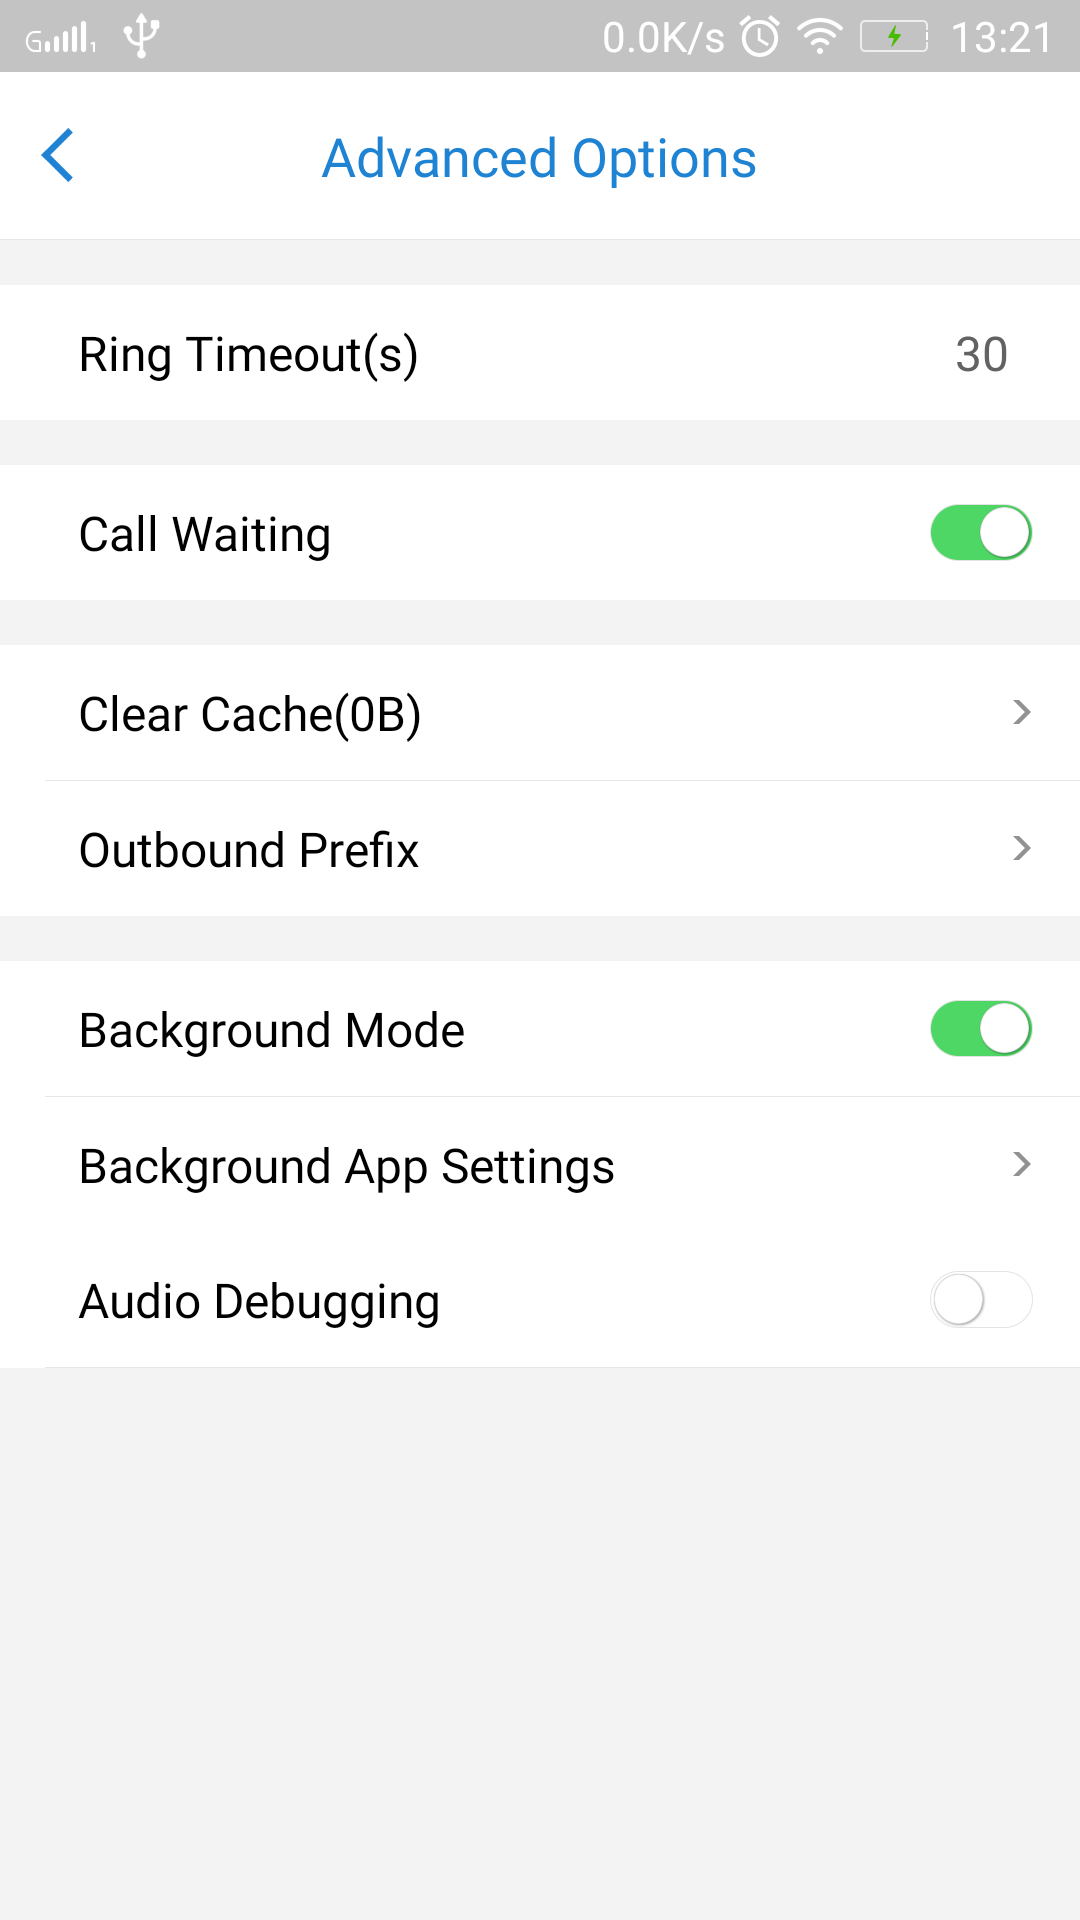 G 1 0.0K/s 13:21
Advanced Options
Ring Timeout(s) 30
Call Waiting
Clear Cache(0B)
Outbound Prefix
Background Mode
Background App Settings
Audio Debugging